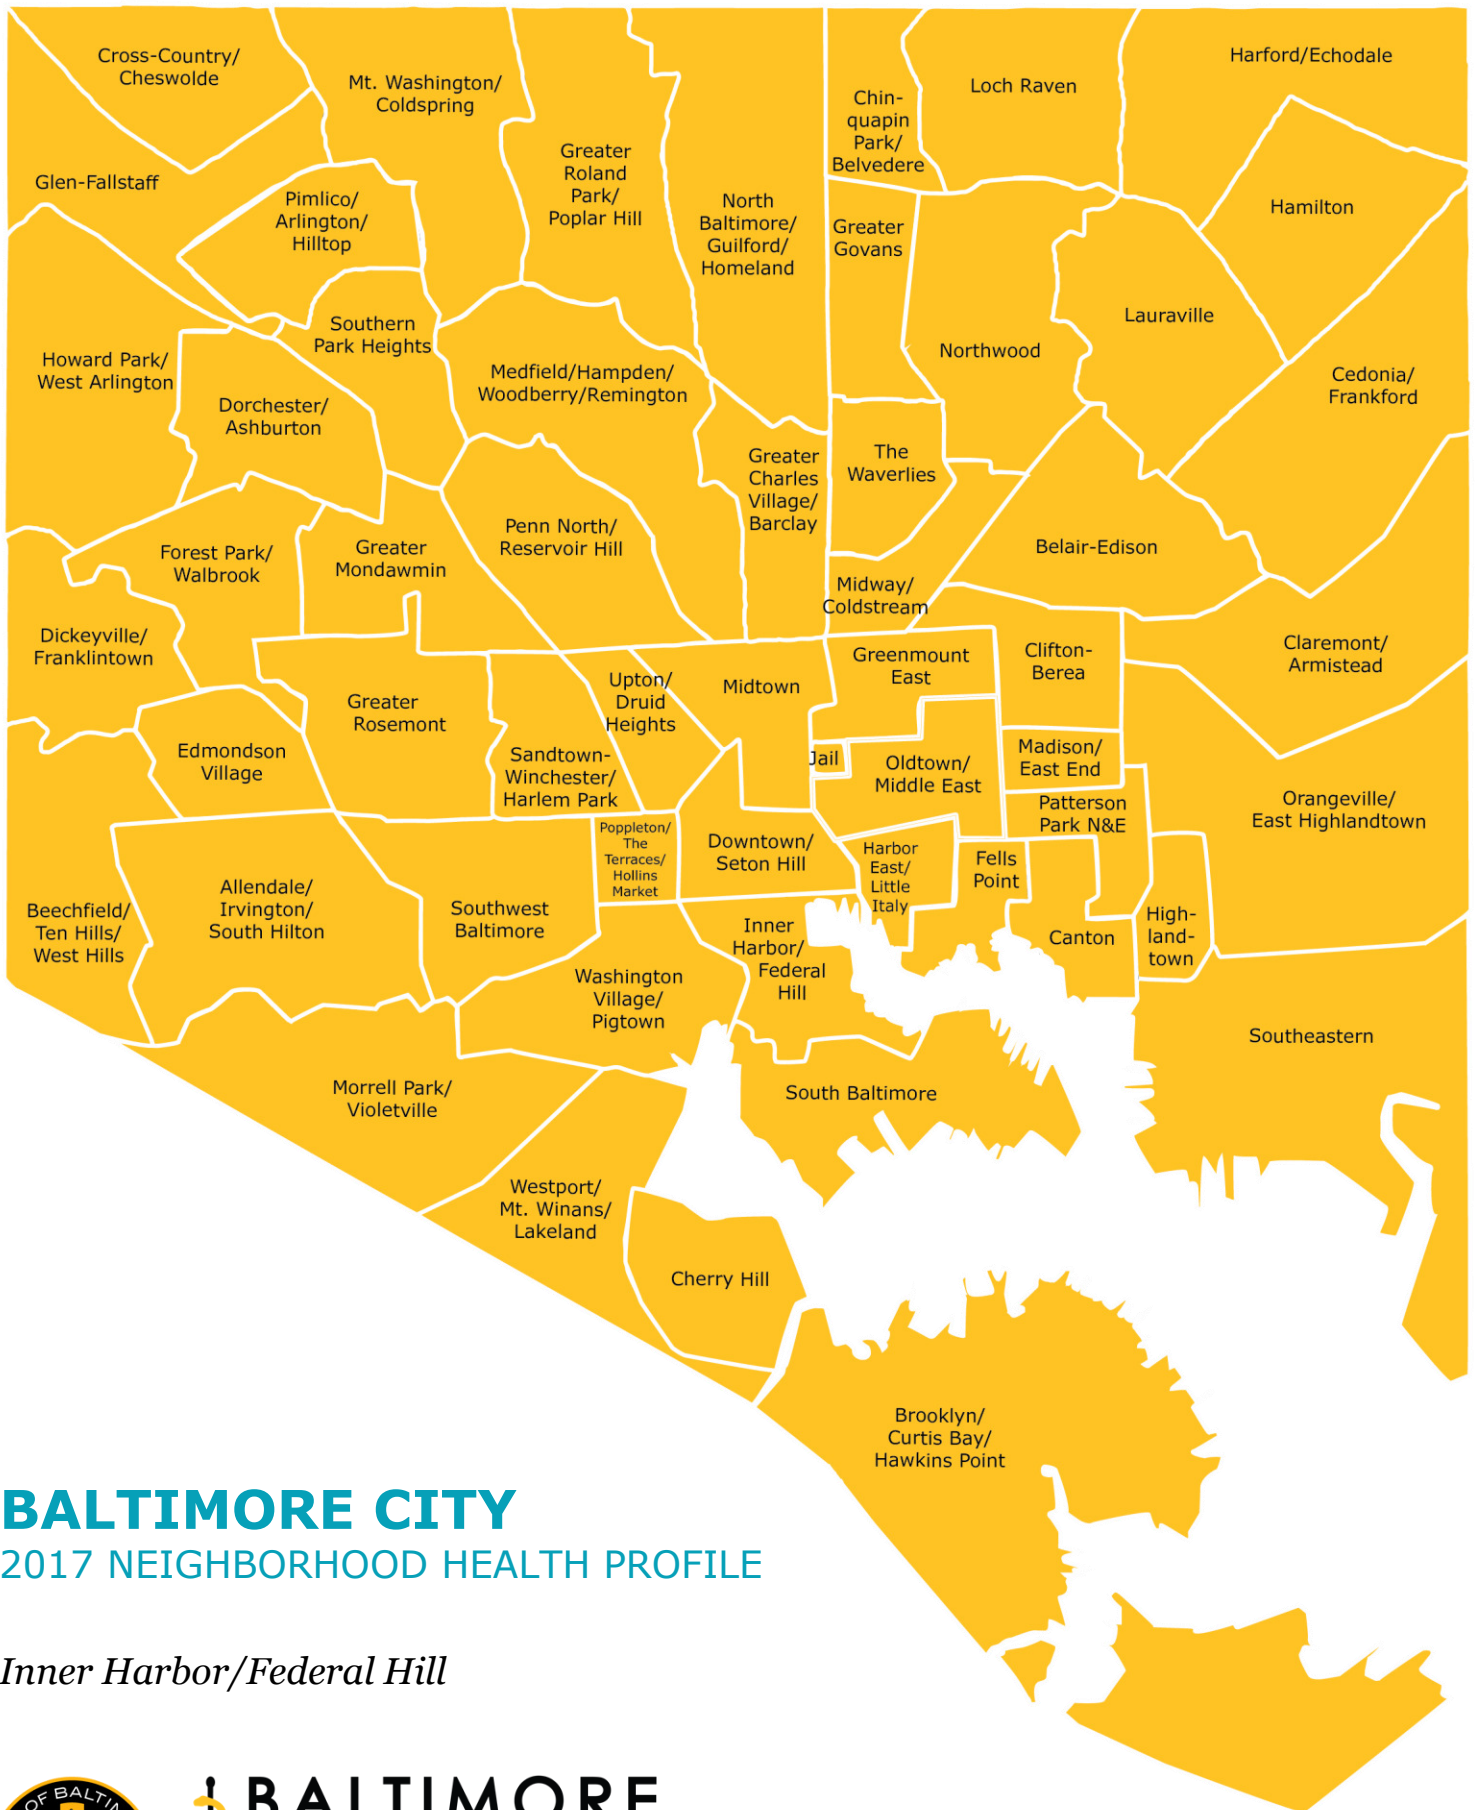 Cross-Country/
Cheswolde
Mt. Washington/
Coldspring
Greater
Roland
Park/
Poplar Hill
North
Baltimore/
Guilford/
Homeland
Chin-
quapin
Park/
Belvedere
Loch Raven
Harford/Echodale
Glen-Fallstaff
Pimlico/
Arlington/
Hilltop
Greater
Govans
Hamilton
Southern
Park Heights
Lauraville
Northwood
Howard Park/
West Arlington
Medfield/Hampden/
Woodberry/Remington
Cedonia/
Frankford
Dorchester/
Ashburton
Greater
Charles
Village/
Barclay
The
Waverlies
Forest Park/
Walbrook
Greater
Mondawmin
Penn North/
Reservoir Hill
Belair-Edison
Midway/
Coldstream
Dickeyville/
Franklintown
Greater
Rosemont
Upton/
Druid
Heights
Midtown
Greenmount
East
Clifton-
Berea
Claremont/
Armistead
Edmondson
Village
Sandtown-
Winchester/
Harlem Park
Jail
Oldtown/
Middle East
Madison/
East End
Patterson
Park N&E
Orangeville/
East Highlandtown
Poppleton/
The
Terraces/
Hollins
Market
Downtown/
Seton Hill
Harbor
East/
Little
Italy
Fells
Point
Beechfield/
Ten Hills/
West Hills
Allendale/
Irvington/
South Hilton
Southwest
Baltimore
Inner
Harbor/
Federal
Hill
Canton
High-
land-
town
Washington
Village/
Pigtown
Southeastern
Morrell Park/
Violetville
South Baltimore
Westport/
Mt. Winans/
Lakeland
Cherry Hill
Brooklyn/
Curtis Bay/
Hawkins Point
BALTIMORE CITY
2017 NEIGHBORHOOD HEALTH PROFILE
Inner Harbor/Federal Hill
BALTIMORE